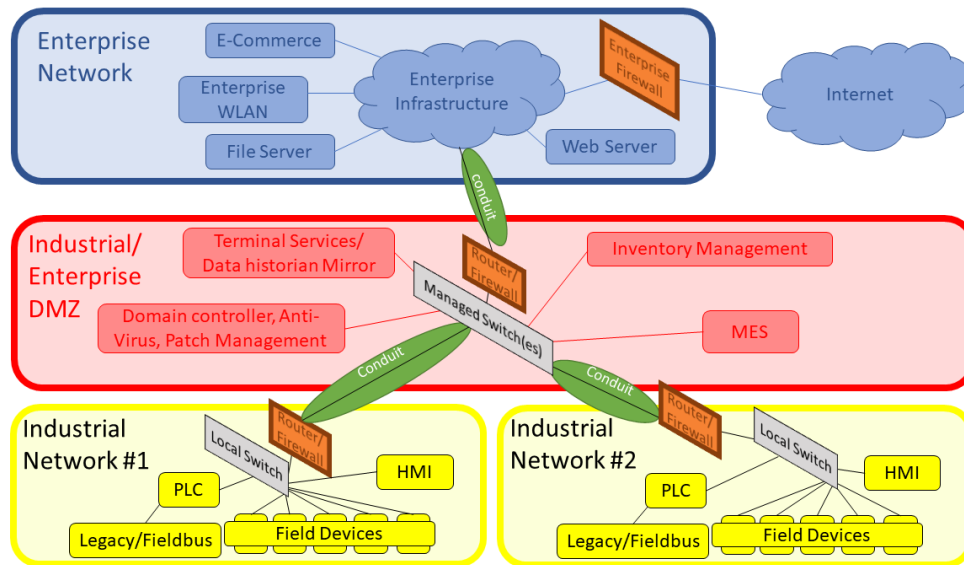 Enterprise
Network
E-Commerce
Enterprise
WLAN
File Server
Enterprise
Infrastructure
Web Server
Enterprise
Firewall
Internet
conduit
Industrial/
Enterprise
DMZ
Terminal Services/
Data historian Mirror
Domain controller, Anti-
Virus, Patch Management
Router/
Firewall
Managed Switch(es)
Inventory Management
MES
Conduit
Conduit
Industrial
Network #1
Local Switch
Router/
Firewall
HMI
PLC
Legacy/Fieldbus
Field Devices
Industrial
Network #2
Router/
Firewall
Local Switch
HMI
PLC
Legacy/Fieldbus
Field Devices